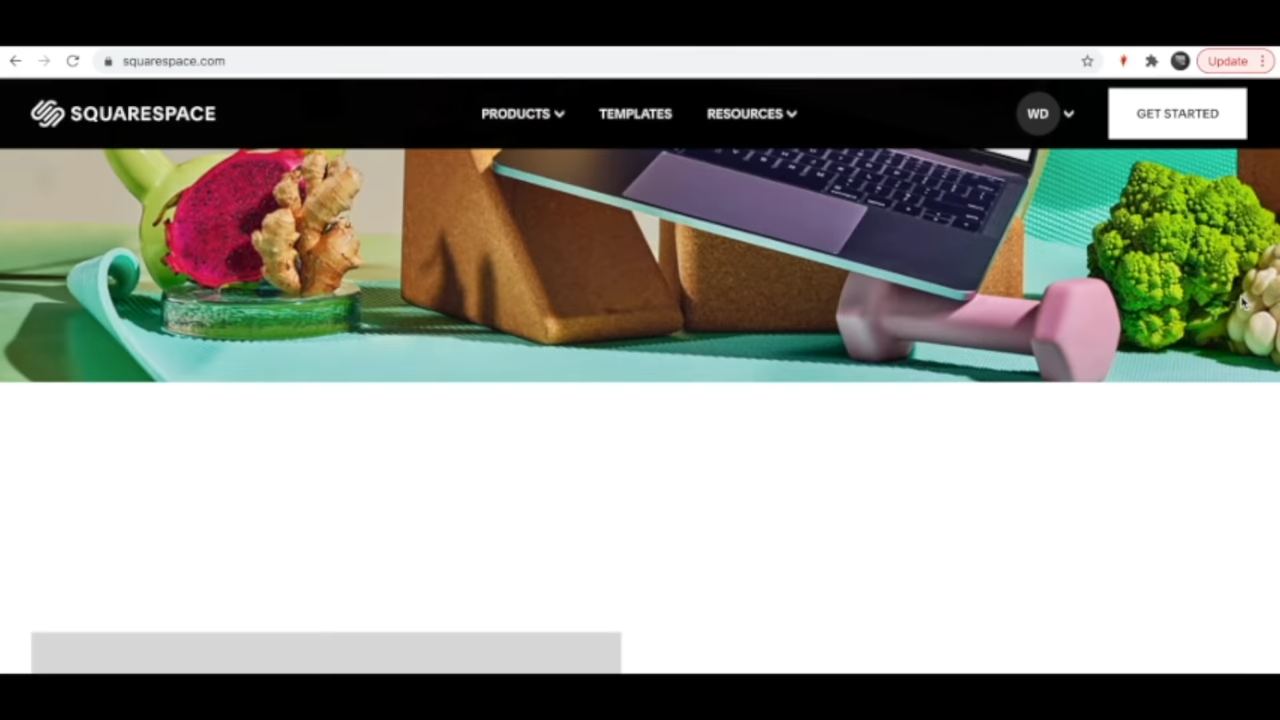 squarespace.com
Update
SQUARESPACE
PRODUCTS
TEMPLATES
RESOURCES
WD
GET STARTED